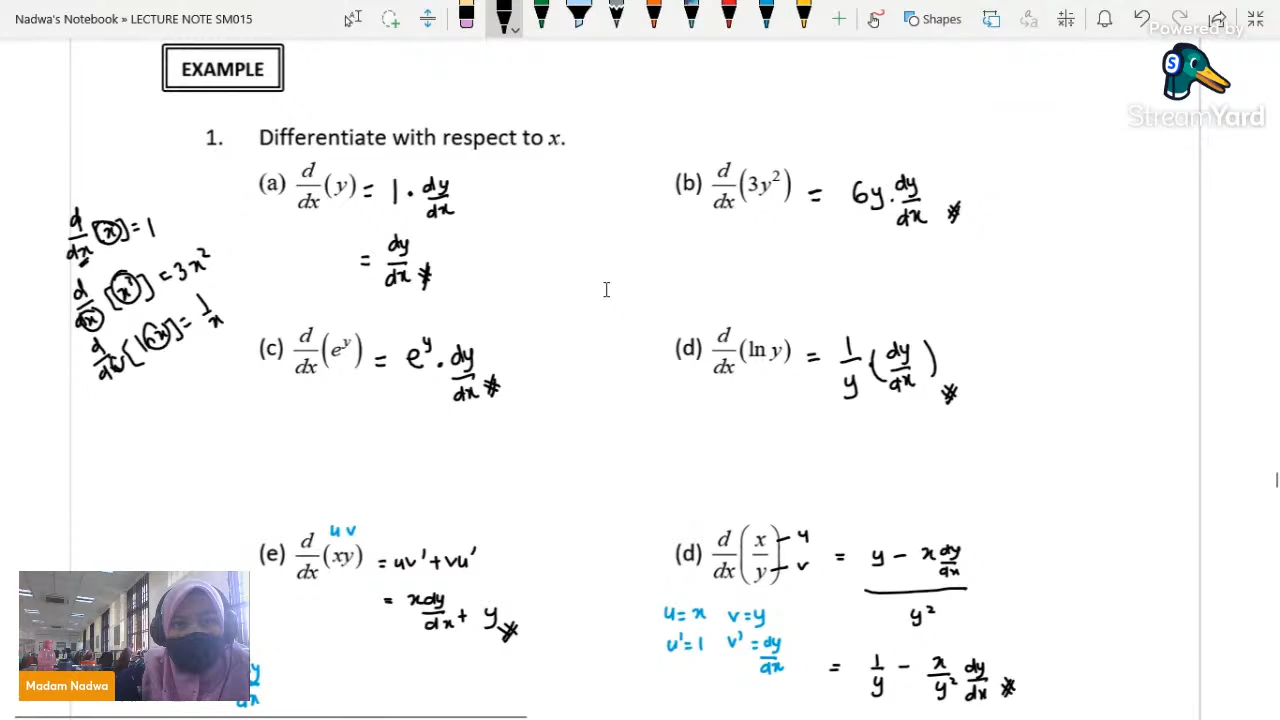 Nadwa's Notebook » LECTURE NOTE SM015
Shapes
Powered by
StreamYard
EXAMPLE
1. Differentiate with respect to x.
(a) d/dx (y) = 1 · dy/dx
= dy/dx
(b) d/dx (3y²) = 6y · dy/dx
d/dx [x] = 1
d/dx [x³] = 3x²
d/dx [ln x] = 1/x
(c) d/dx (e^y) = e^y · dy/dx
(d) d/dx (ln y) = 1/y · (dy/dx)
u v
(e) d/dx (xy) = uv' + vu'
= x dy/dx + y
(d) d/dx (x/y) – u – v = (y − x dy/dx) / y²
u = x v = y
u' = 1 v' = dy/dx
= 1/y − x/y² dy/dx
Madam Nadwa